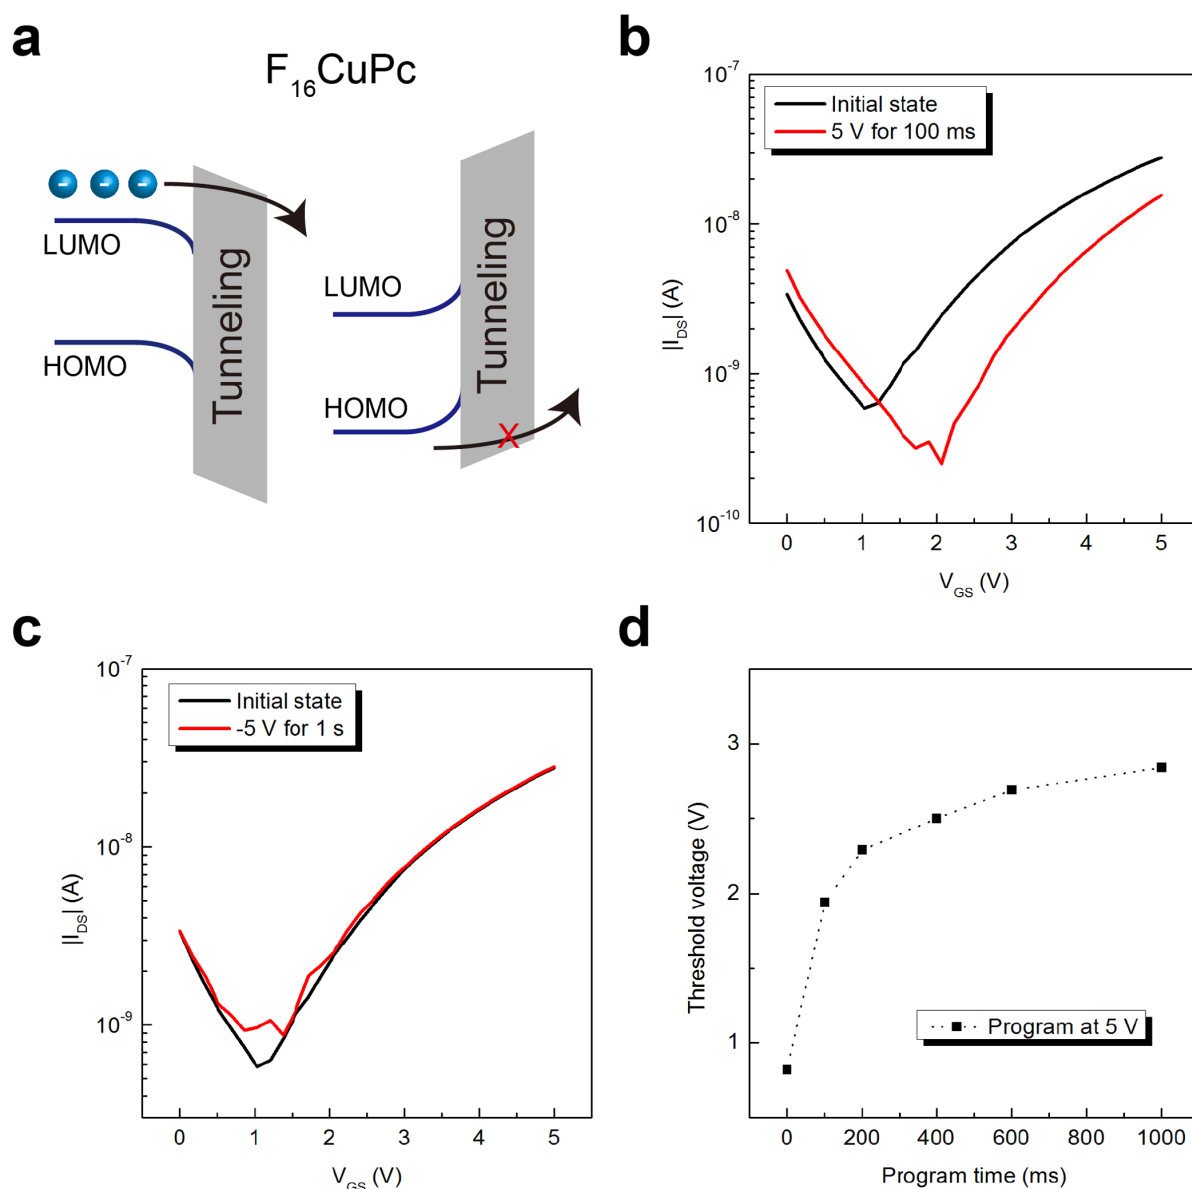 a
F16CuPc
- - -
LUMO
HOMO
Tunneling
LUMO
HOMO
Tunneling
X
b
Initial state
5 V for 100 ms
|IDS| (A)
10-7
10-8
10-9
10-10
0 1 2 3 4 5
VGS (V)
c
Initial state
-5 V for 1 s
|IDS| (A)
10-7
10-8
10-9
0 1 2 3 4 5
VGS (V)
d
Threshold voltage (V)
3
2
1
Program at 5 V
0 200 400 600 800 1000
Program time (ms)